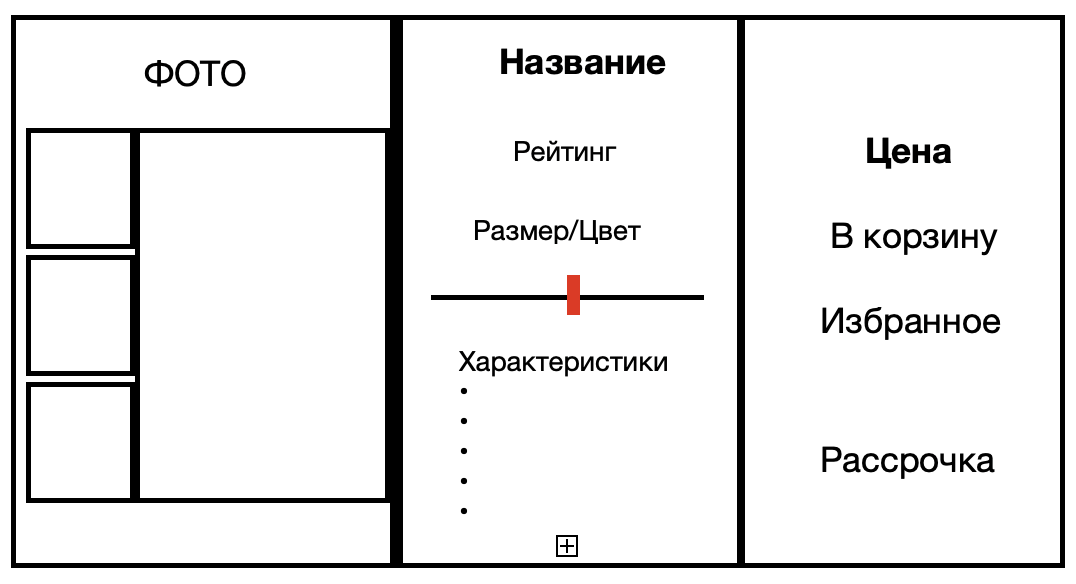 ФОТО
Название
Рейтинг
Размер/Цвет
Характеристики
Цена
В корзину
Избранное
Рассрочка